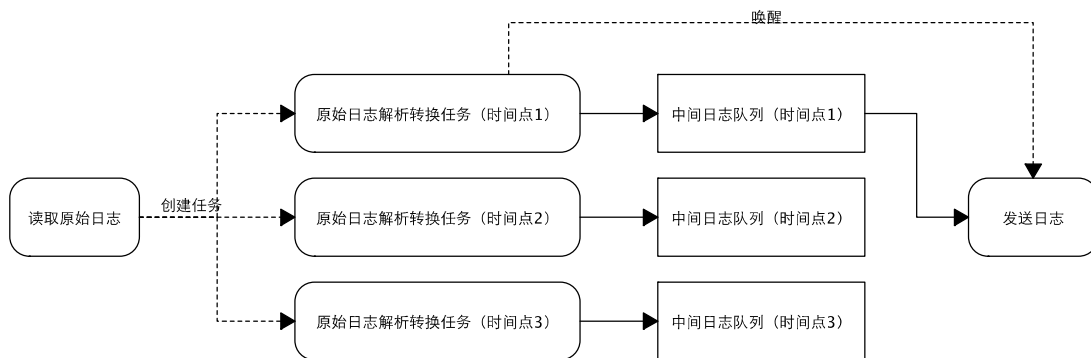 唤醒
原始日志解析转换任务（时间点1）
中间日志队列（时间点1）
创建任务
读取原始日志
原始日志解析转换任务（时间点2）
中间日志队列（时间点2）
发送日志
原始日志解析转换任务（时间点3）
中间日志队列（时间点3）